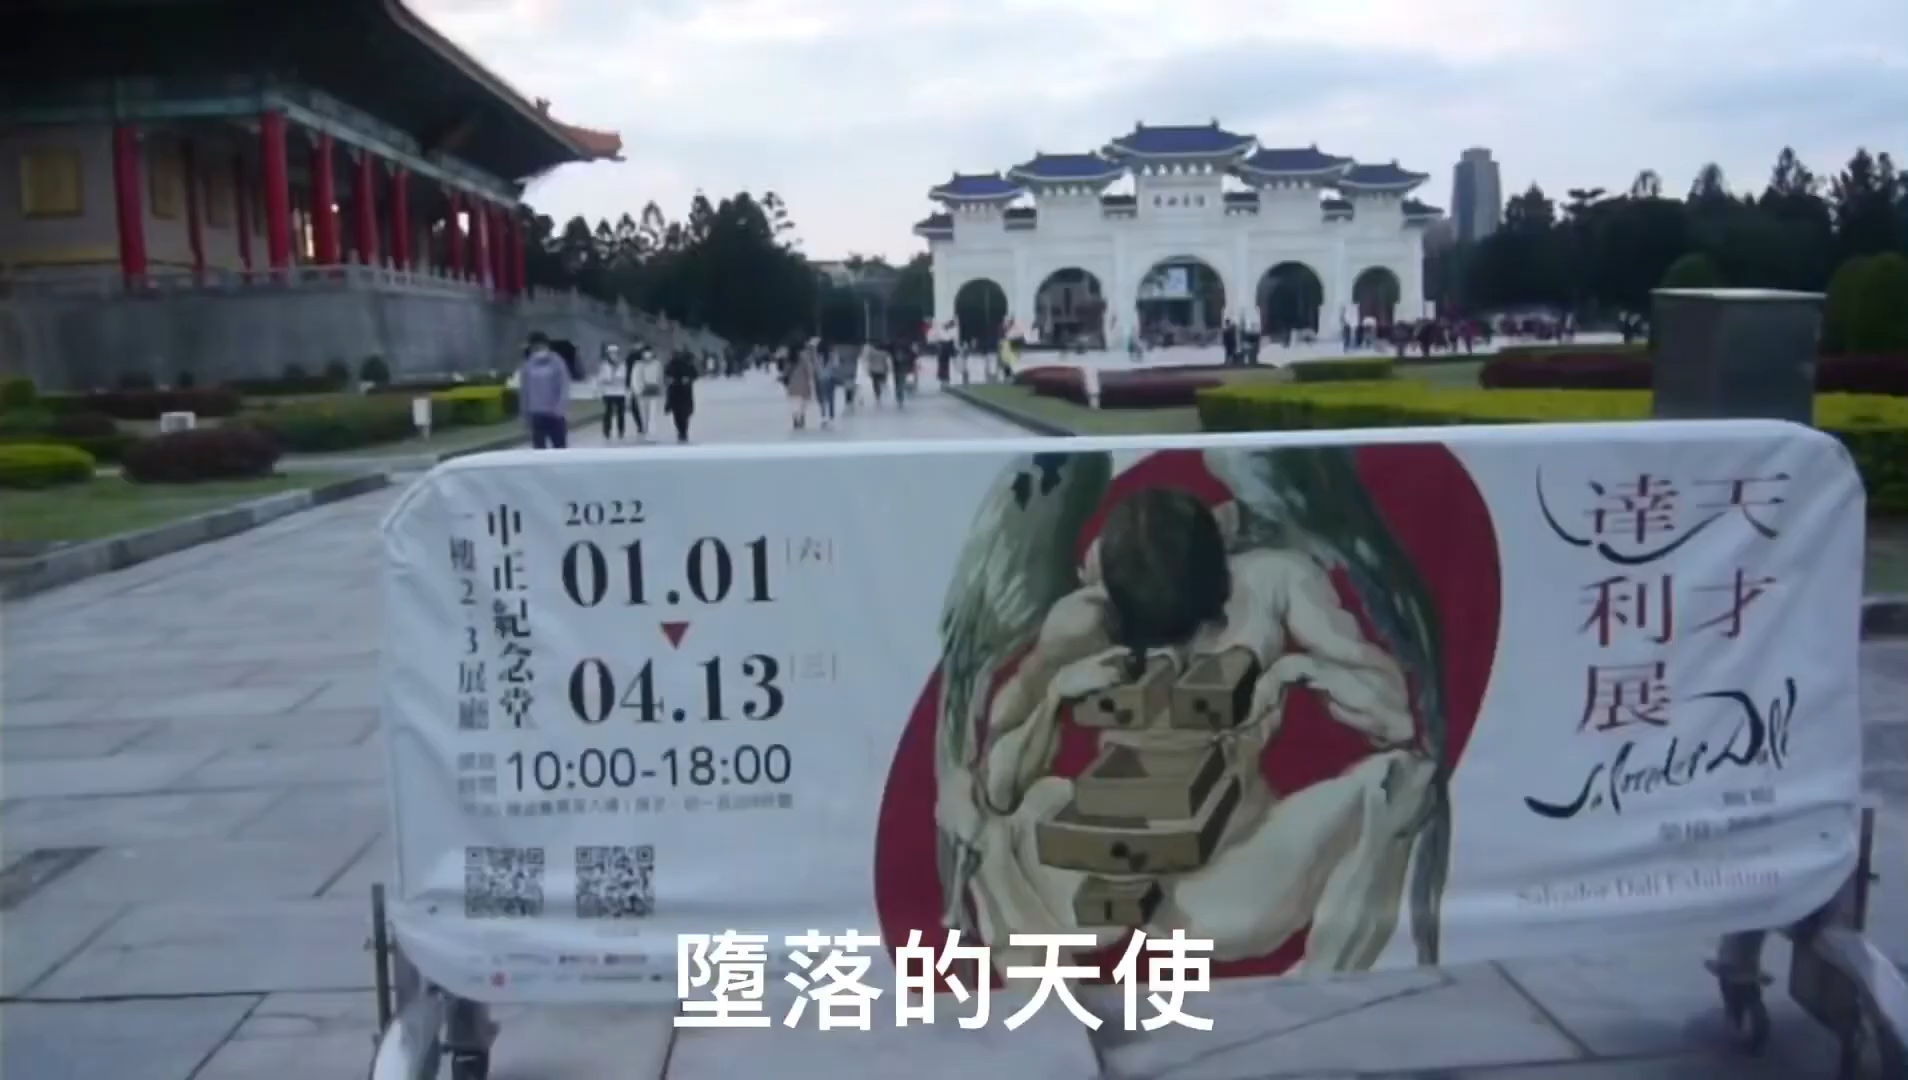 中正紀念堂
一樓2、3展廳
2022
01.01 |六|
04.13 |三|
10:00-18:00
天才
達利展
Salvador Dalí
Salvador Dalí Exhibition
墮落的天使